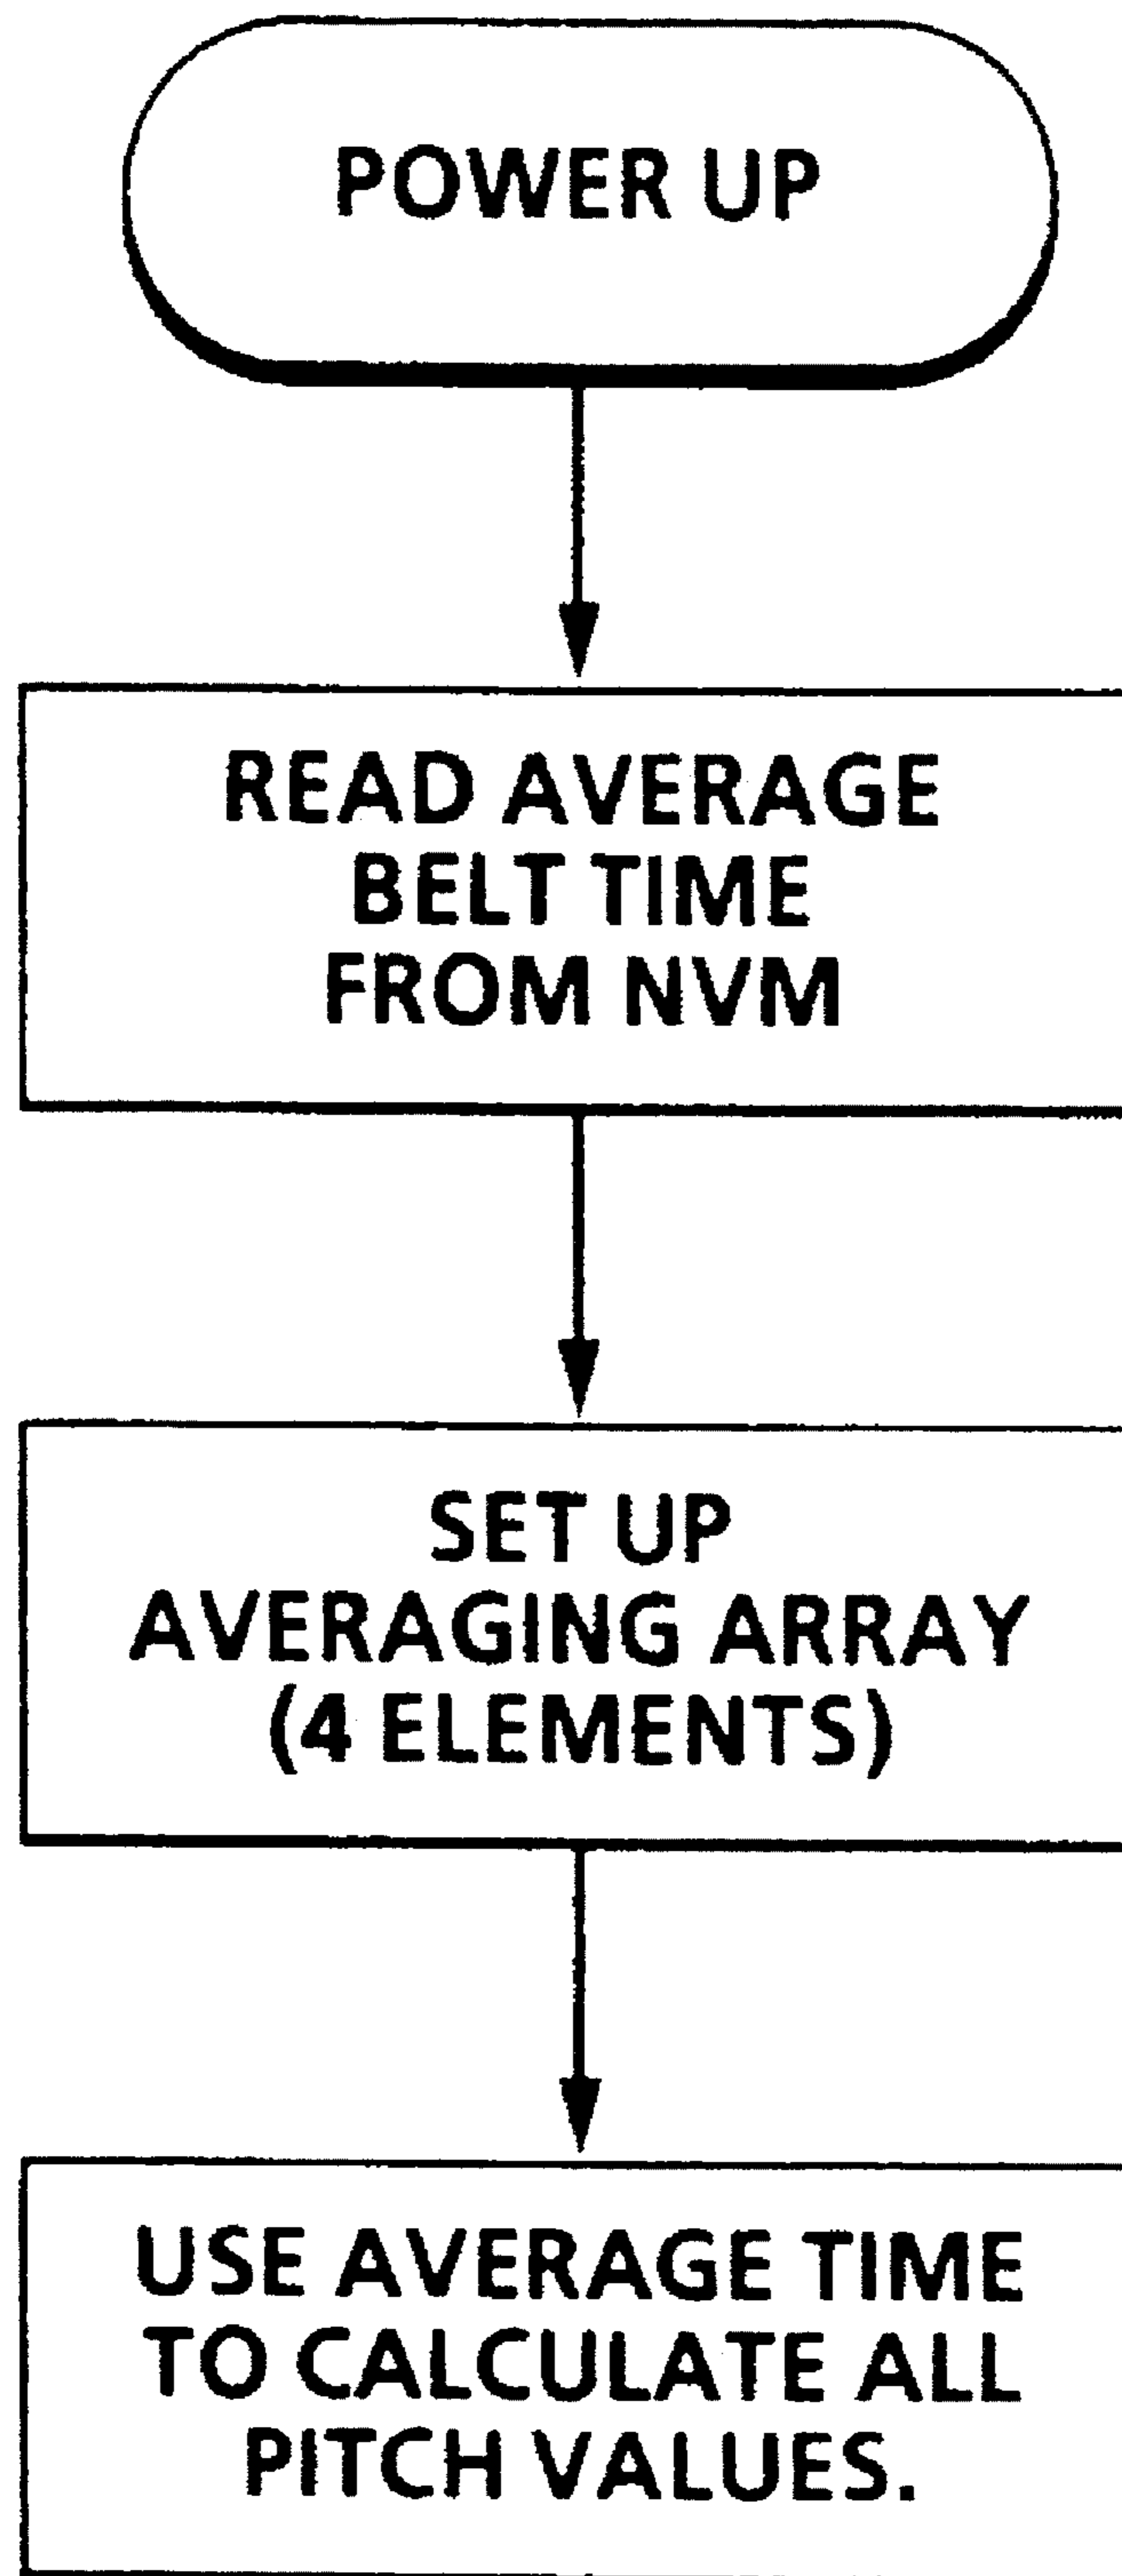 POWER UP
READ AVERAGE
BELT TIME
FROM NVM
SET UP
AVERAGING ARRAY
(4 ELEMENTS)
USE AVERAGE TIME
TO CALCULATE ALL
PITCH VALUES.